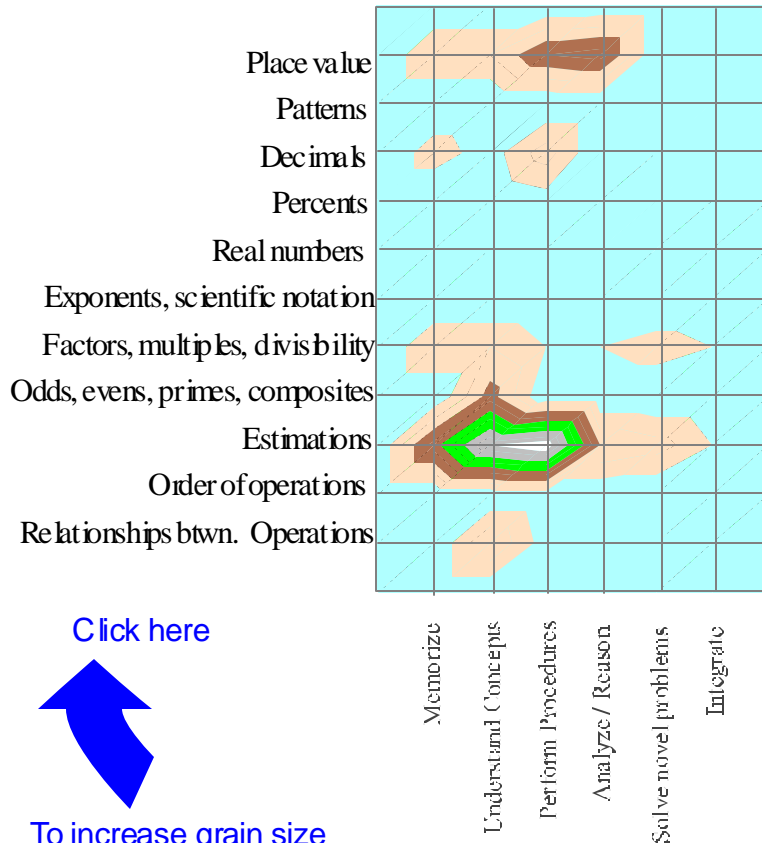 Place value
Patterns
Decimals
Percents
Real numbers
Exponents, scientific notation
Factors, multiples, divisibility
Odds, evens, primes, composites
Estimations
Order of operations
Relationships btwn. Operations
Memorize
Understand Concepts
Perform Procedures
Analyze / Reason
Solve novel problems
Integrate
Click here
To increase grain size